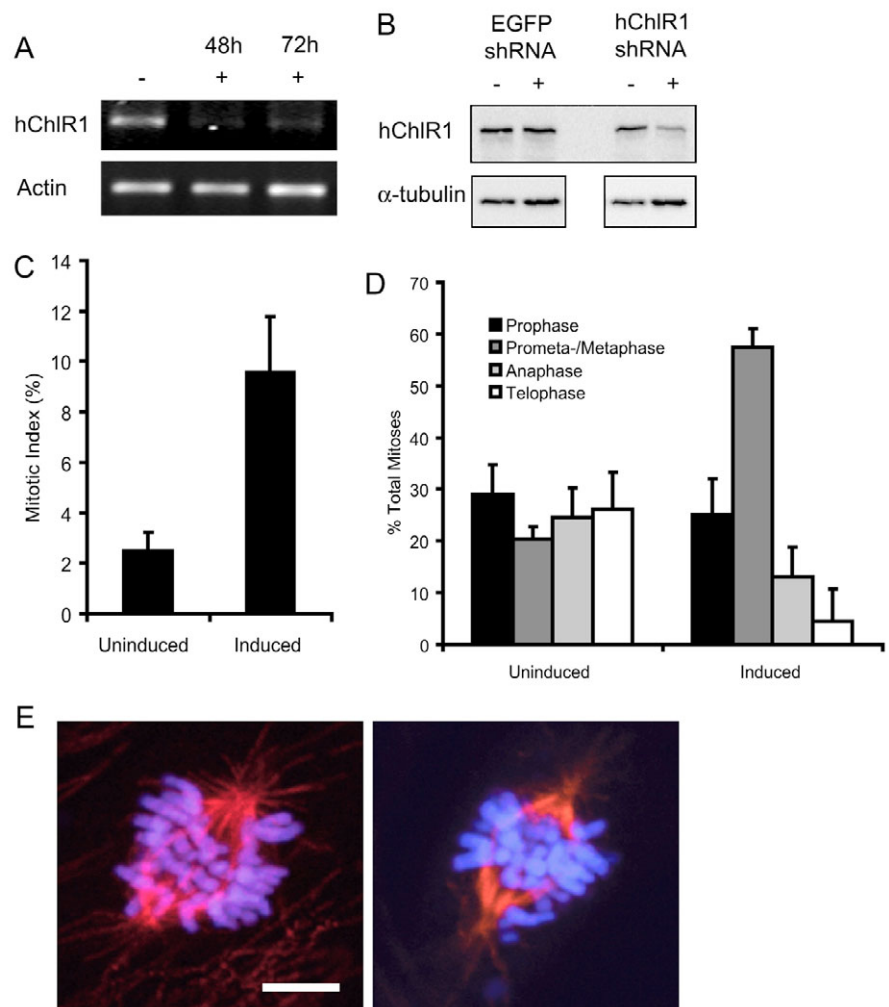 A
48h 72h
- + +
hChlR1
Actin
B
EGFP shRNA
hChlR1 shRNA
- + - +
hChlR1
α-tubulin
C
14
12
10
8
6
4
2
0
Mitotic Index (%)
Uninduced Induced
D
70
60
50
40
30
20
10
0
% Total Mitoses
Prophase
Prometa-/Metaphase
Anaphase
Telophase
Uninduced Induced
E